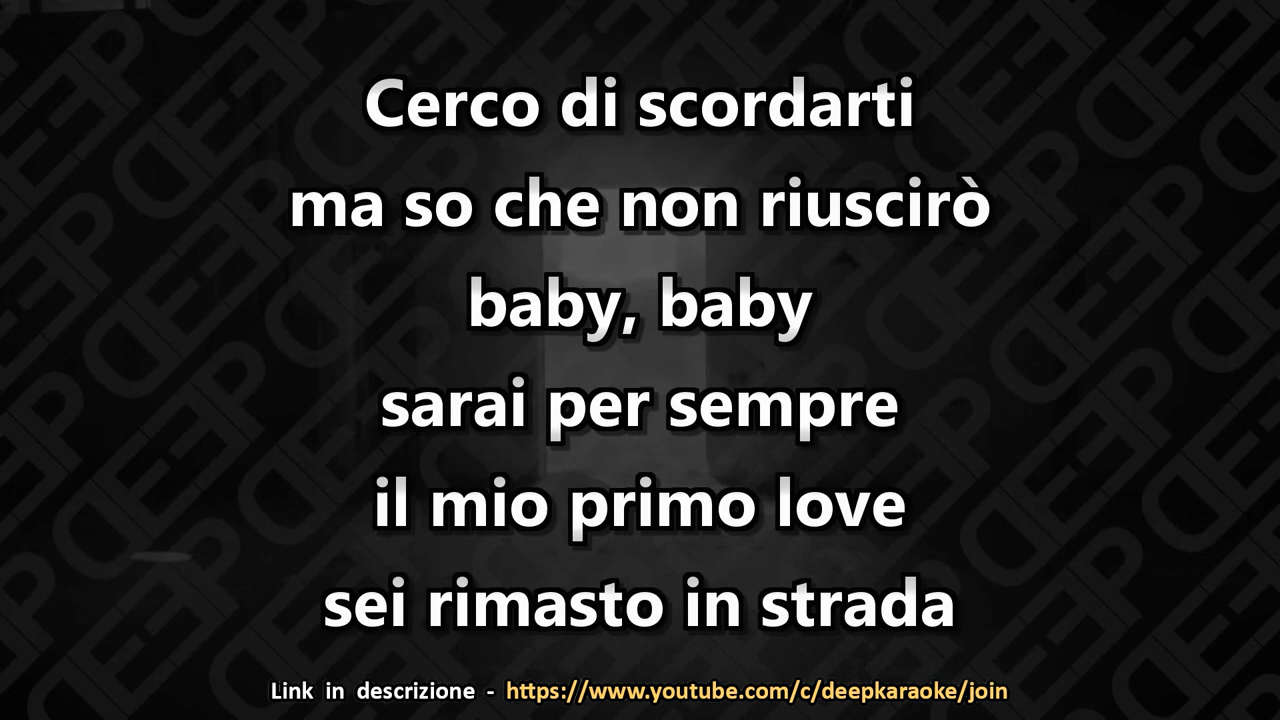 Cerco di scordarti
ma so che non riuscirò
baby, baby
sarai per sempre
il mio primo love
sei rimasto in strada
Link in descrizione - https://www.youtube.com/c/deepkaraoke/join